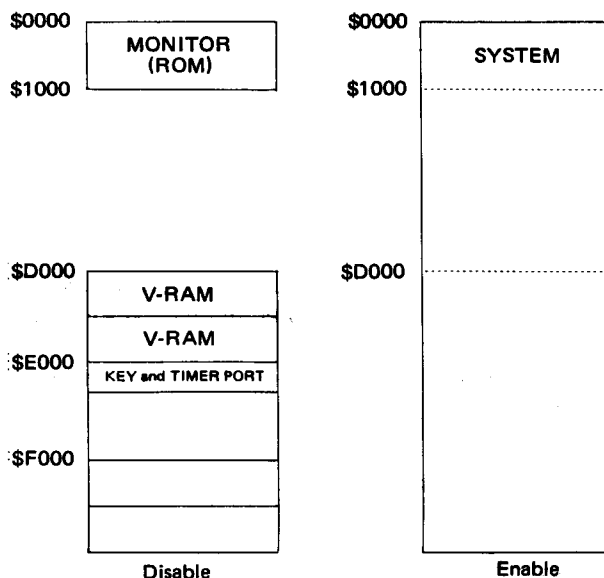 $0000
MONITOR
(ROM)
$1000
$D000
V-RAM
V-RAM
$E000
KEY and TIMER PORT
$F000
Disable
$0000
SYSTEM
$1000
$D000
Enable